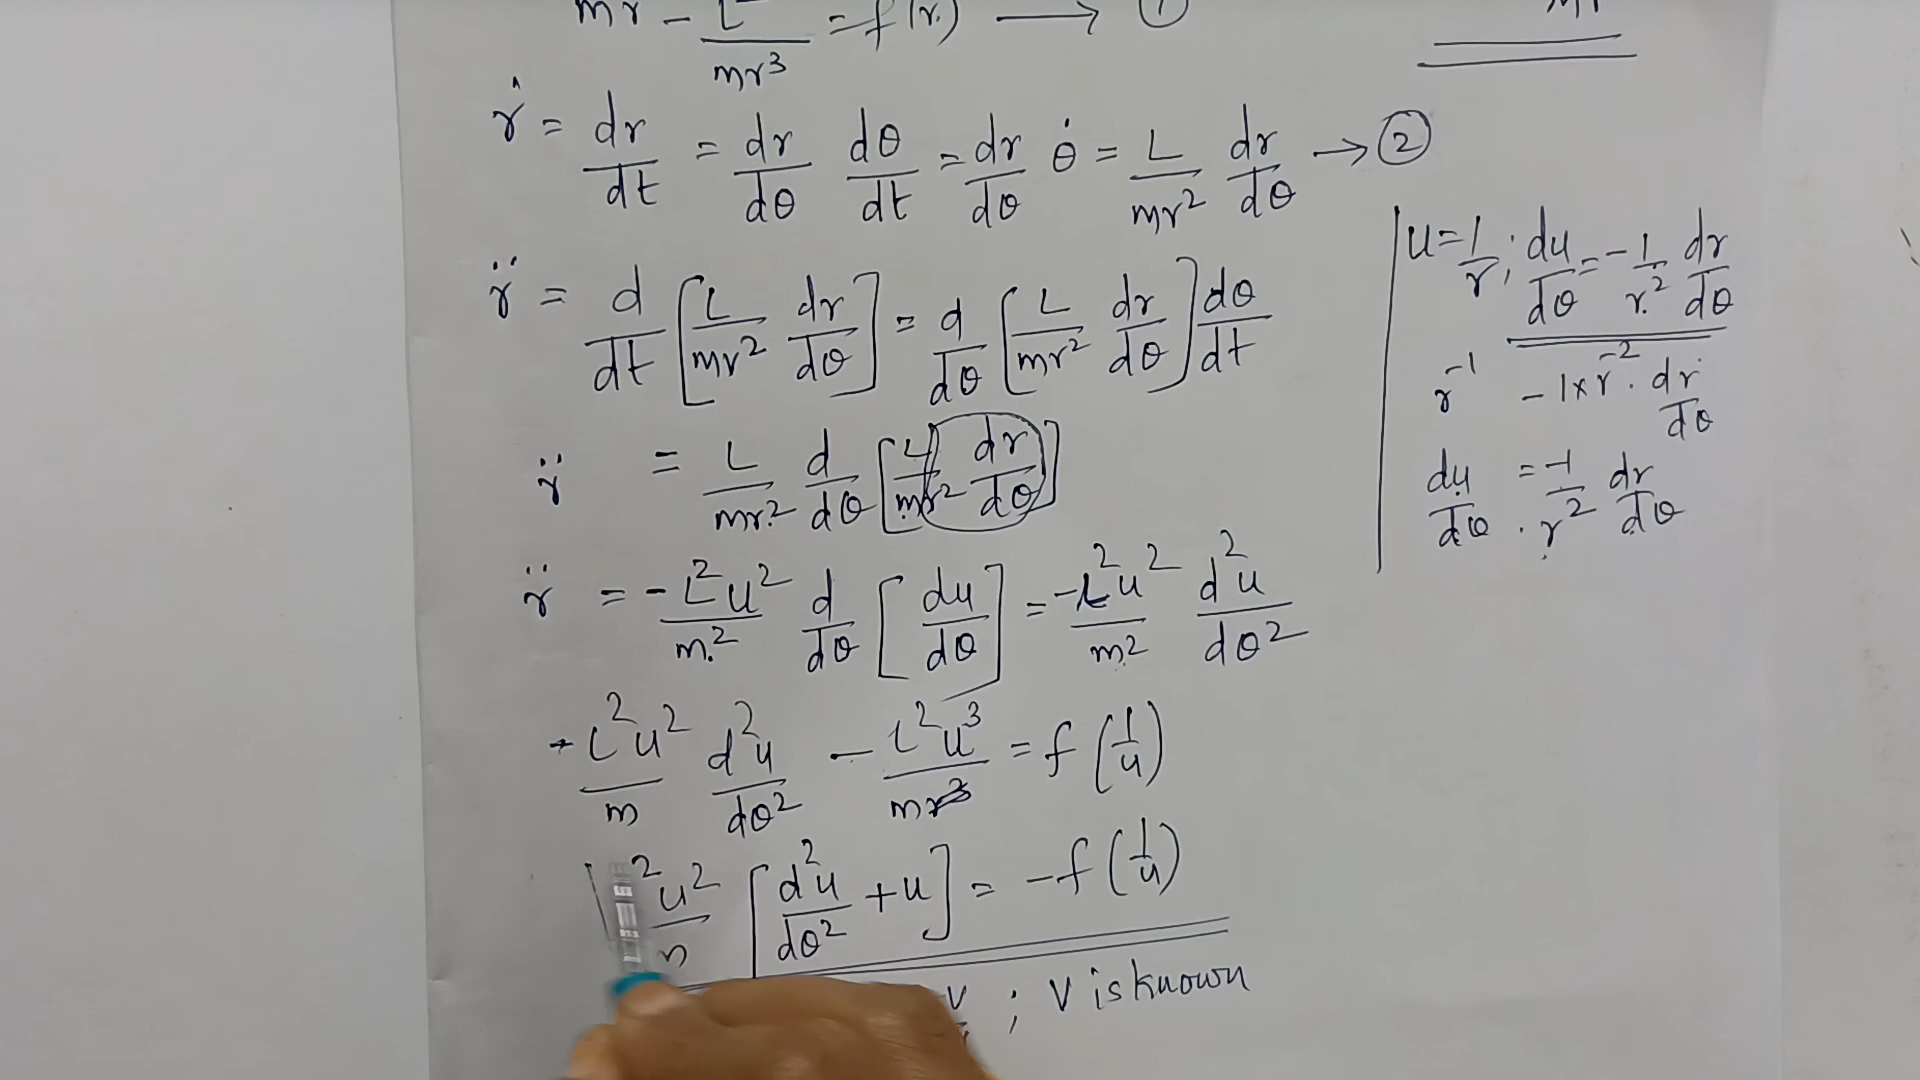 mr̈ - L²/mr³ = f(r) ⟶ ①
mr²
ṙ = dr/dt = dr/dθ dθ/dt = dr/dθ θ̇ = L/mr² dr/dθ → ②
r̈ = d/dt [L/mr² dr/dθ] = d/dθ [L/mr² dr/dθ] dθ/dt
r̈ = L/mr² d/dθ [L/mr² dr/dθ]
r̈ = -L²u²/m² d/dθ [du/dθ] = -L²u²/m² d²u/dθ²
- L²u²/m d²u/dθ² - L²u³/m = f(1/u)
²u²/m [d²u/dθ² + u] = -f(1/u)
; V is known
u = 1/r ; du/dθ = -1/r² dr/dθ
r⁻¹ -1×r⁻² . dr/dθ
du/dθ = -1/r² dr/dθ